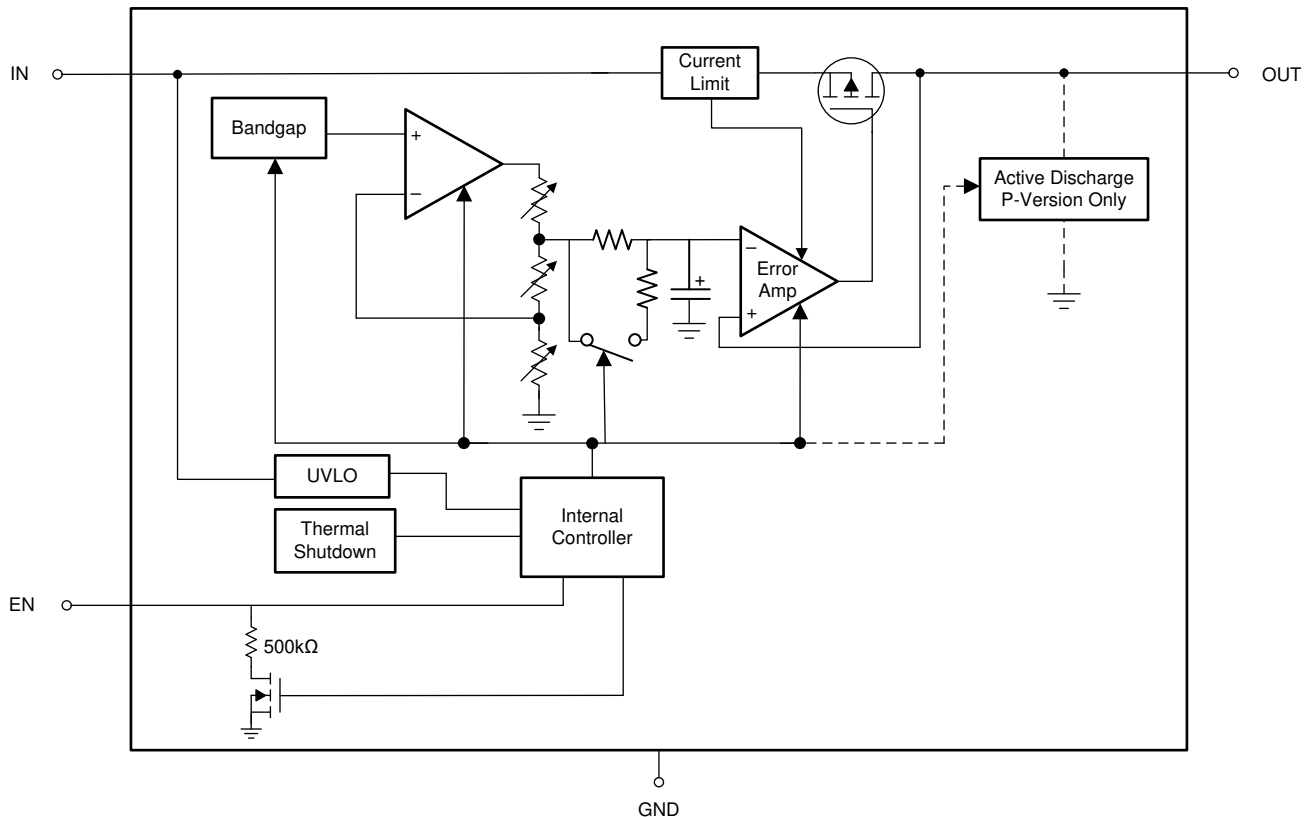 IN
Current
Limit
OUT
Bandgap
+
−
Active Discharge
P-Version Only
−
+
Error
Amp
+
UVLO
Thermal
Shutdown
Internal
Controller
EN
500kΩ
GND